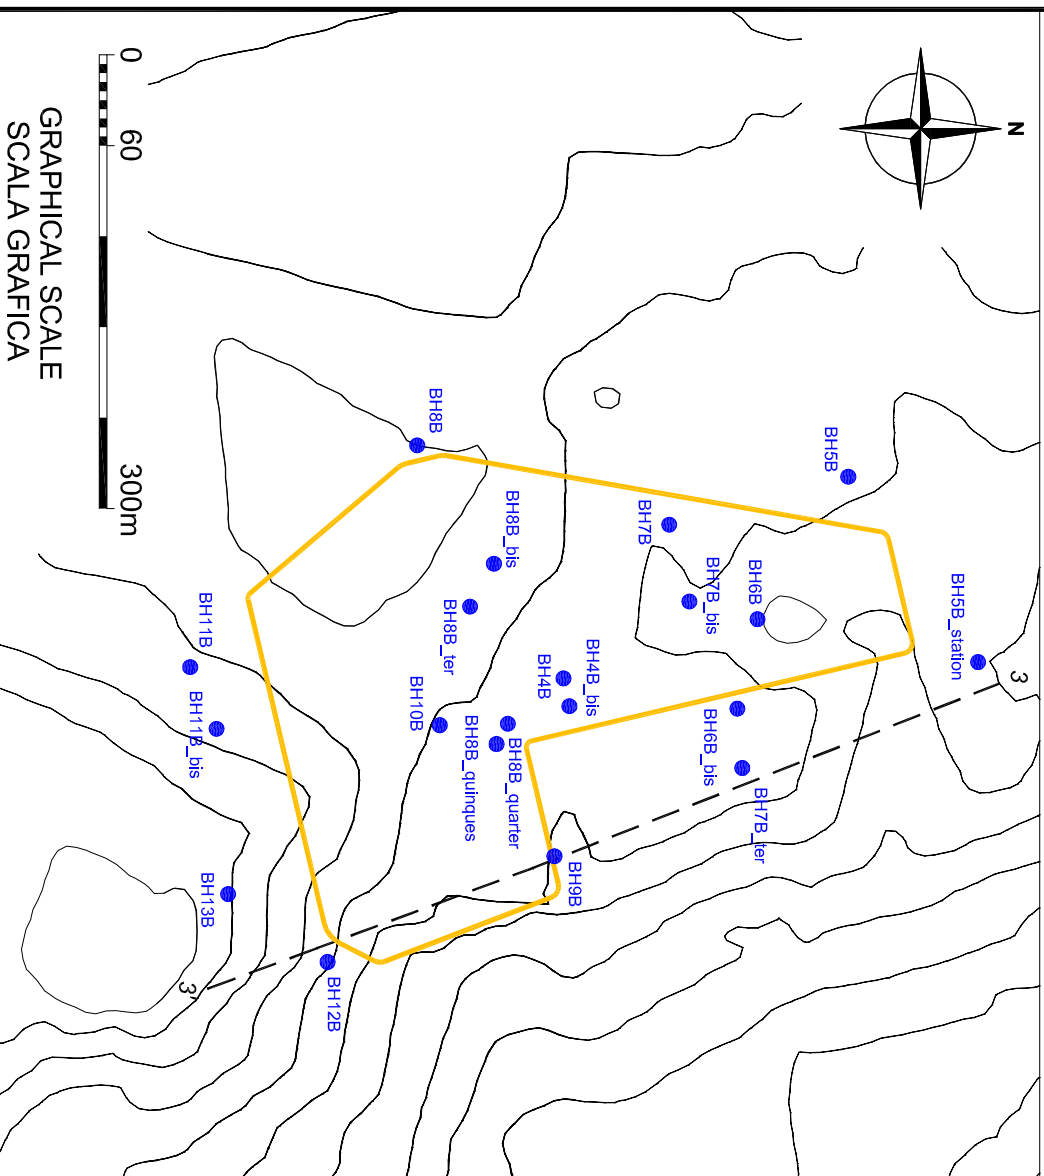 N
0
60
300m
GRAPHICAL SCALE
SCALA GRAFICA
BH5B_station
3
BH5B
BH6B
BH7B_bis
BH7B
BH6B_bis
BH7B_ter
BH8B
BH8B_bis
BH8B_ter
BH4B_bis
BH4B
BH10B
BH8B_quarter
BH8B_quinques
BH9B
BH11B
BH11B_bis
BH13B
BH12B
3'